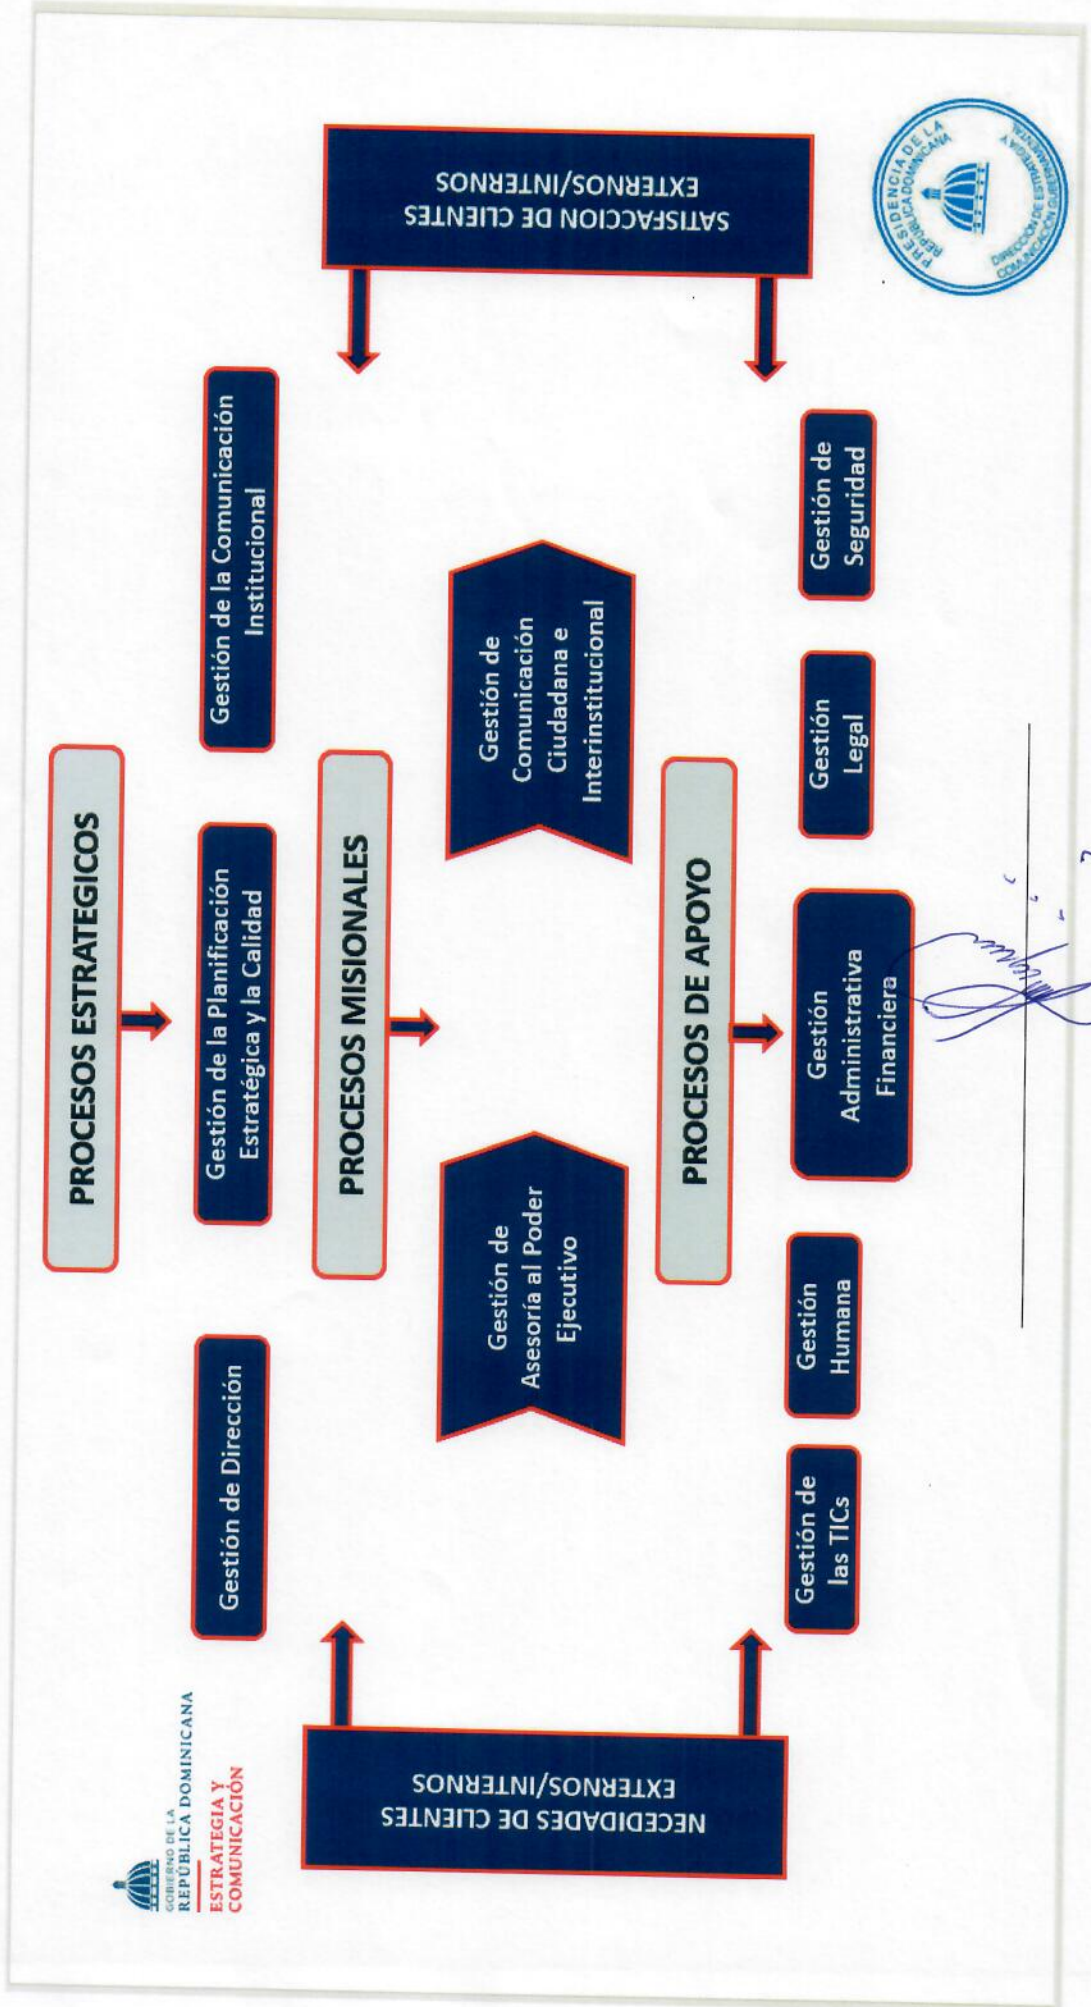 GOBIERNO DE LA
REPÚBLICA DOMINICANA
ESTRATEGIA Y
COMUNICACIÓN
PROCESOS ESTRATEGICOS
Gestión de Dirección
Gestión de la Planificación
Estratégica y la Calidad
Gestión de la Comunicación
Institucional
NECEDIDADES DE CLIENTES
EXTERNOS/INTERNOS
PROCESOS MISIONALES
SATISFACCION DE CLIENTES
EXTERNOS/INTERNOS
Gestión de
Asesoría al Poder
Ejecutivo
Gestión de
Comunicación
Ciudadana e
Interinstitucional
PROCESOS DE APOYO
Gestión de
las TICs
Gestión
Humana
Gestión
Administrativa
Financiera
Gestión
Legal
Gestión de
Seguridad
PRESIDENCIA DE LA
REPÚBLICA DOMINICANA
DIRECCIÓN DE ESTRATEGIA Y
COMUNICACIÓN GUBERNAMENTAL